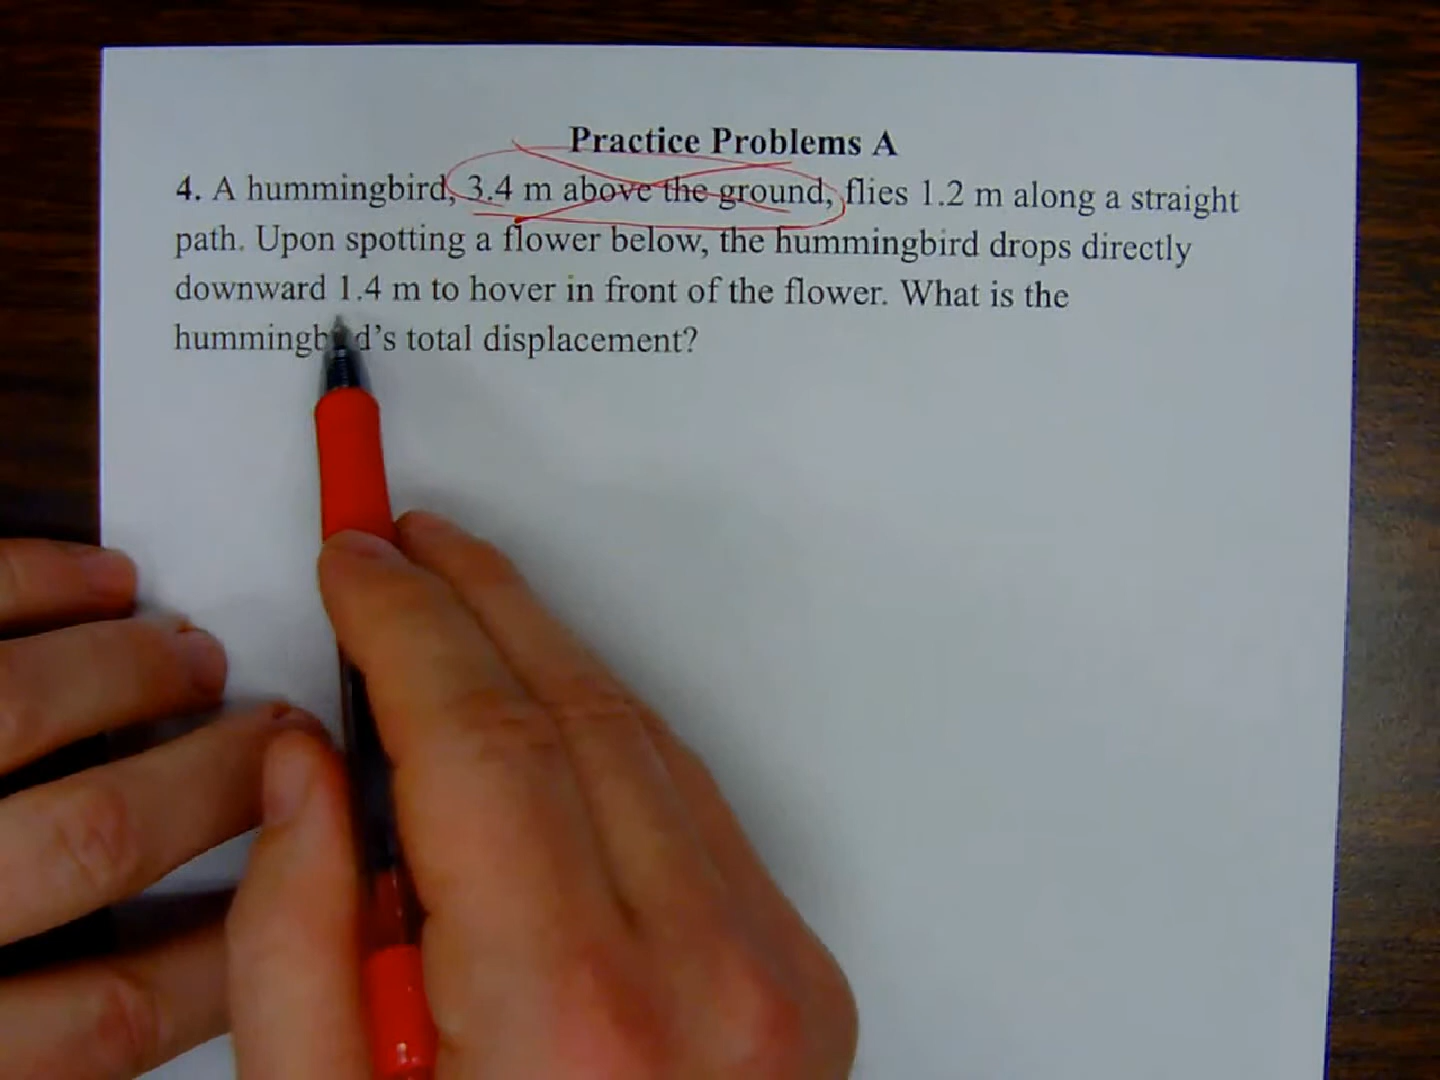 Practice Problems A
4. A hummingbird, 3.4 m above the ground, flies 1.2 m along a straight
path. Upon spotting a flower below, the hummingbird drops directly
downward 1.4 m to hover in front of the flower. What is the
hummingbird's total displacement?